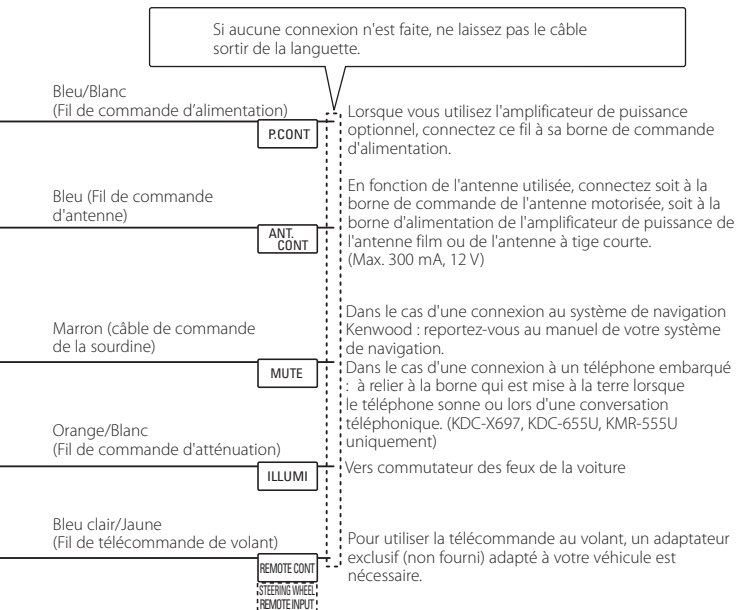 Si aucune connexion n'est faite, ne laissez pas le câble
sortir de la languette.
Bleu/Blanc
(Fil de commande d'alimentation)
P.CONT
Lorsque vous utilisez l'amplificateur de puissance
optionnel, connectez ce fil à sa borne de commande
d'alimentation.
Bleu (Fil de commande
d'antenne)
ANT.
CONT
En fonction de l'antenne utilisée, connectez soit à la
borne de commande de l'antenne motorisée, soit à la
borne d'alimentation de l'amplificateur de puissance de
l'antenne film ou de l'antenne à tige courte.
(Max. 300 mA, 12 V)
Marron (câble de commande
de la sourdine)
MUTE
Dans le cas d'une connexion au système de navigation
Kenwood : reportez-vous au manuel de votre système
de navigation.
Dans le cas d'une connexion à un téléphone embarqué
: à relier à la borne qui est mise à la terre lorsque
le téléphone sonne ou lors d'une conversation
téléphonique. (KDC-X697, KDC-655U, KMR-555U
uniquement)
Orange/Blanc
(Fil de commande d'atténuation)
ILLUMI
Vers commutateur des feux de la voiture
Bleu clair/Jaune
(Fil de télécommande de volant)
REMOTE CONT
STEERING WHEEL
REMOTE INPUT
Pour utiliser la télécommande au volant, un adaptateur
exclusif (non fourni) adapté à votre véhicule est
nécessaire.